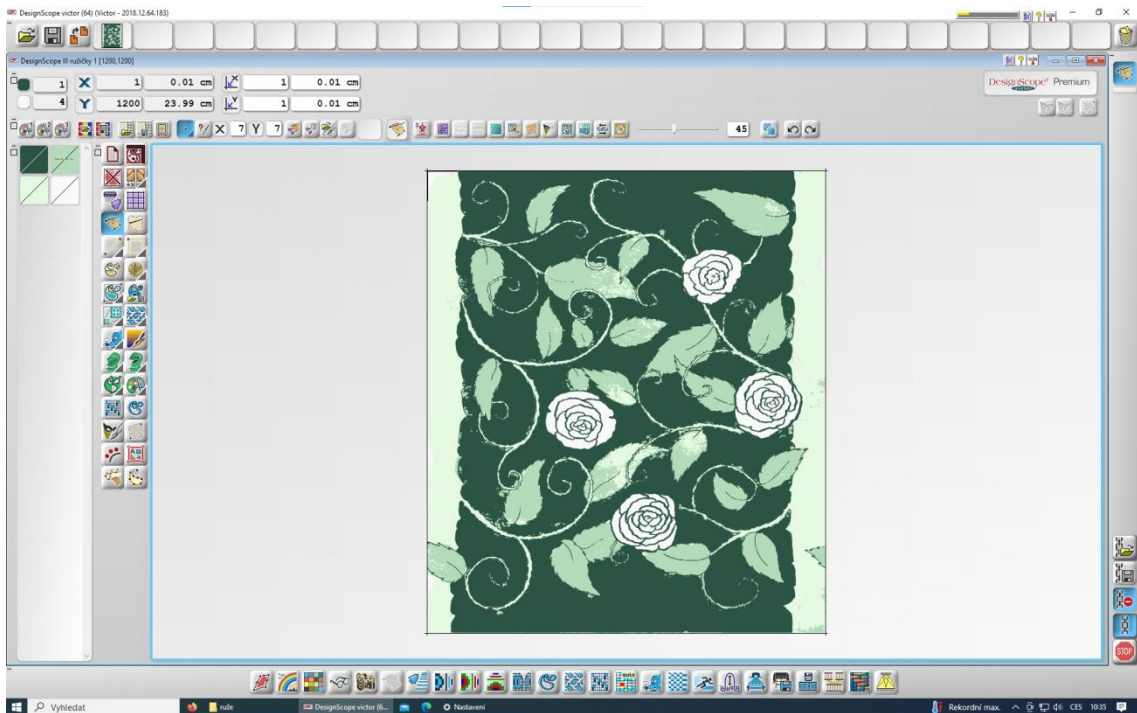 DesignScope victor (64) (Victor - 2018.12.64.183)
DesignScope III ružičky 1 [1200,1200]
1 X 1 0.01 cm X 1 0.01 cm
4 Y 1200 23.99 cm Y 1 0.01 cm
DesignScope® Premium
X 7 Y 7 45
STOP
Vyhledat
ruže
DesignScope victor (6...
Nastavení
Rekordní max.
CES 10:35